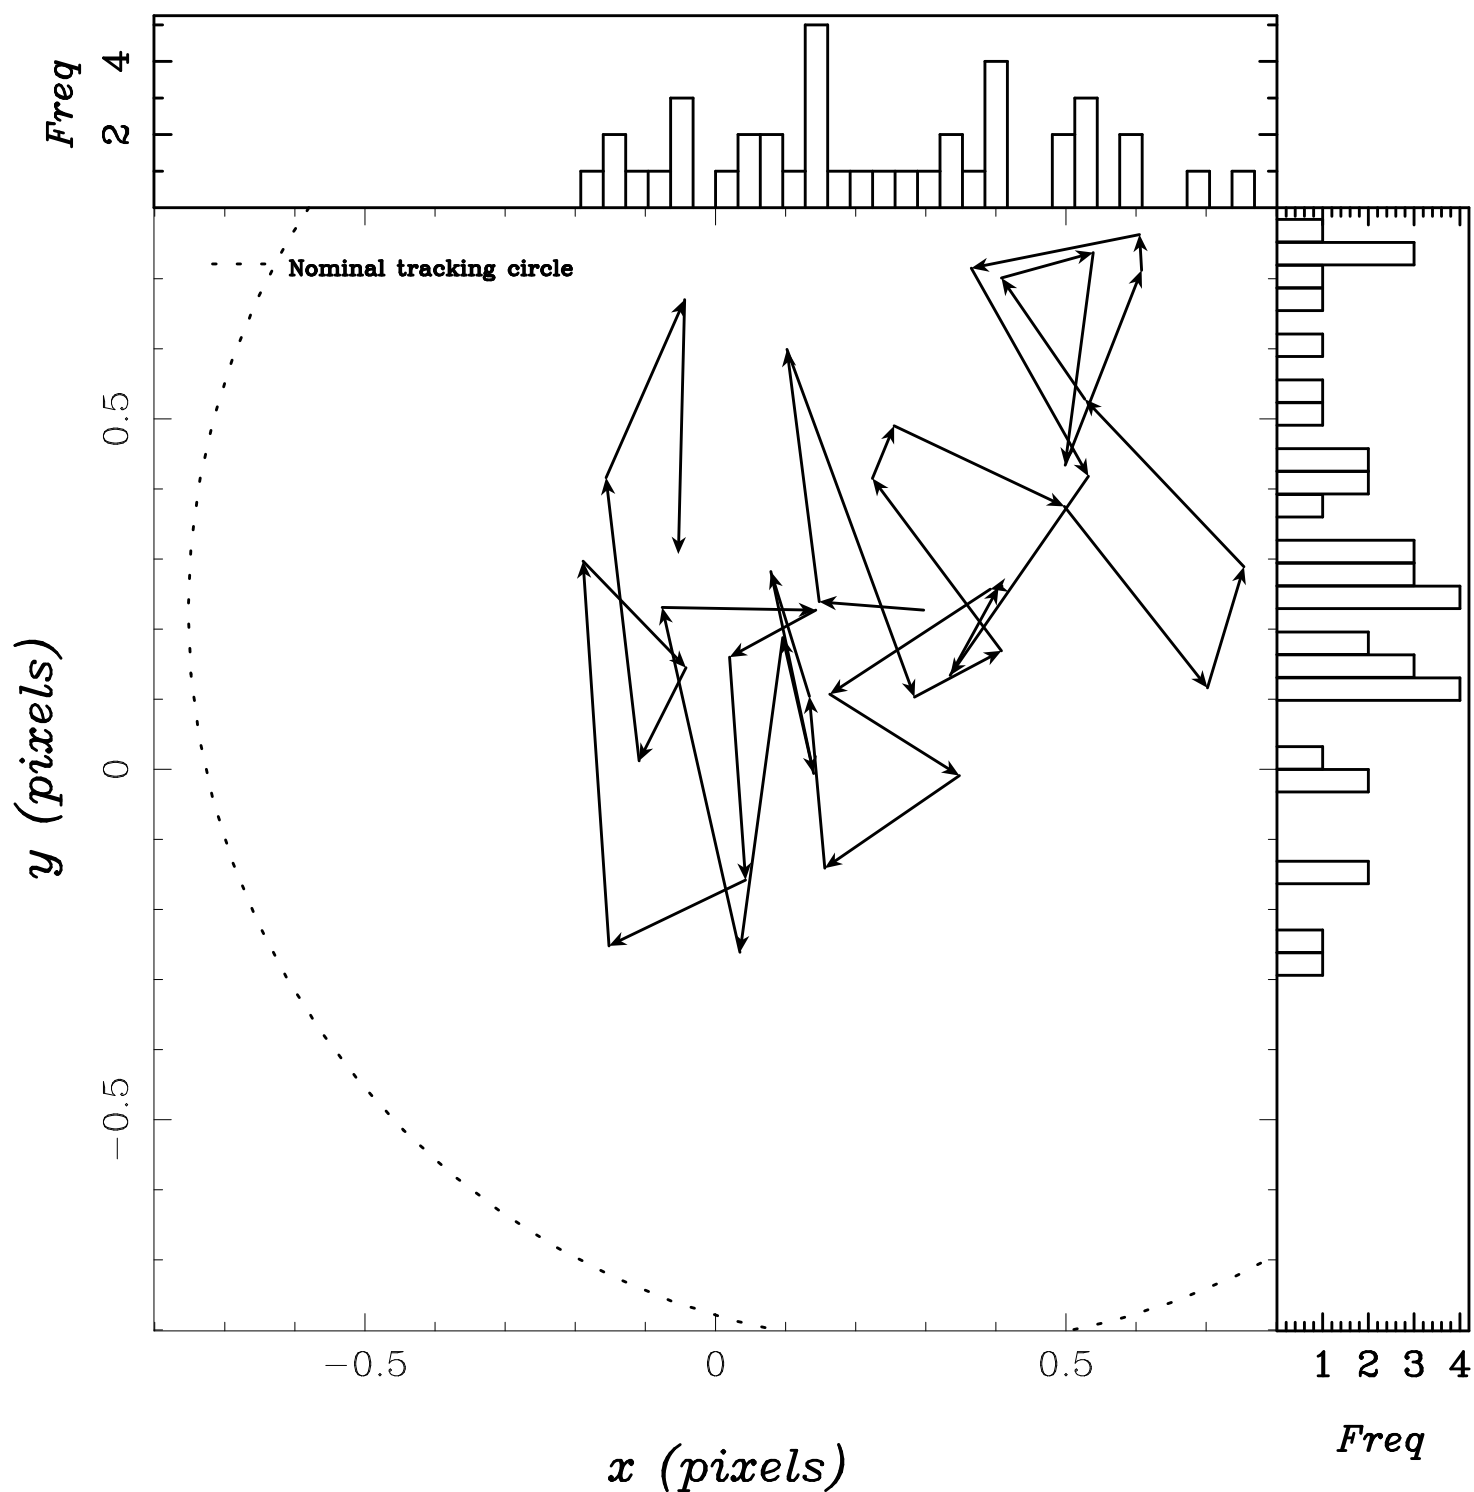 Freq
4
2
Nominal tracking circle
0.5
0
−0.5
y (pixels)
−0.5 0 0.5
1 2 3 4
Freq
x (pixels)